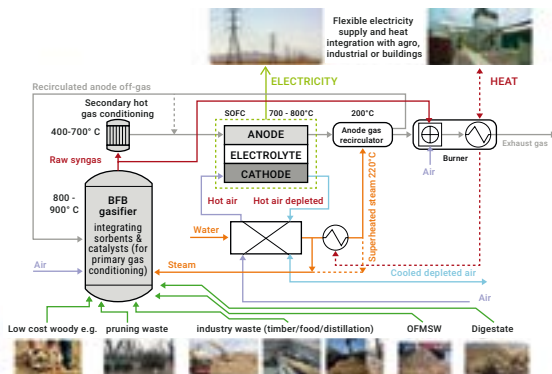 Flexible electricity
supply and heat
integration with agro,
industrial or buildings
ELECTRICITY
HEAT
Recirculated anode off-gas
Secondary hot
gas conditioning
400-700° C
SOFC
700 - 800°C
200°C
ANODE
ELECTROLYTE
CATHODE
Anode gas
recirculator
Burner
Exhaust gas
Air
Raw syngas
800 -
900° C
BFB
gasifier
integrating
sorbents &
catalysts (for
primary gas
conditioning)
Hot air
Hot air depleted
Superheated steam 220°C
Water
Steam
Air
Cooled depleted air
Air
Low cost woody e.g.
pruning waste
industry waste (timber/food/distillation)
OFMSW
Digestate